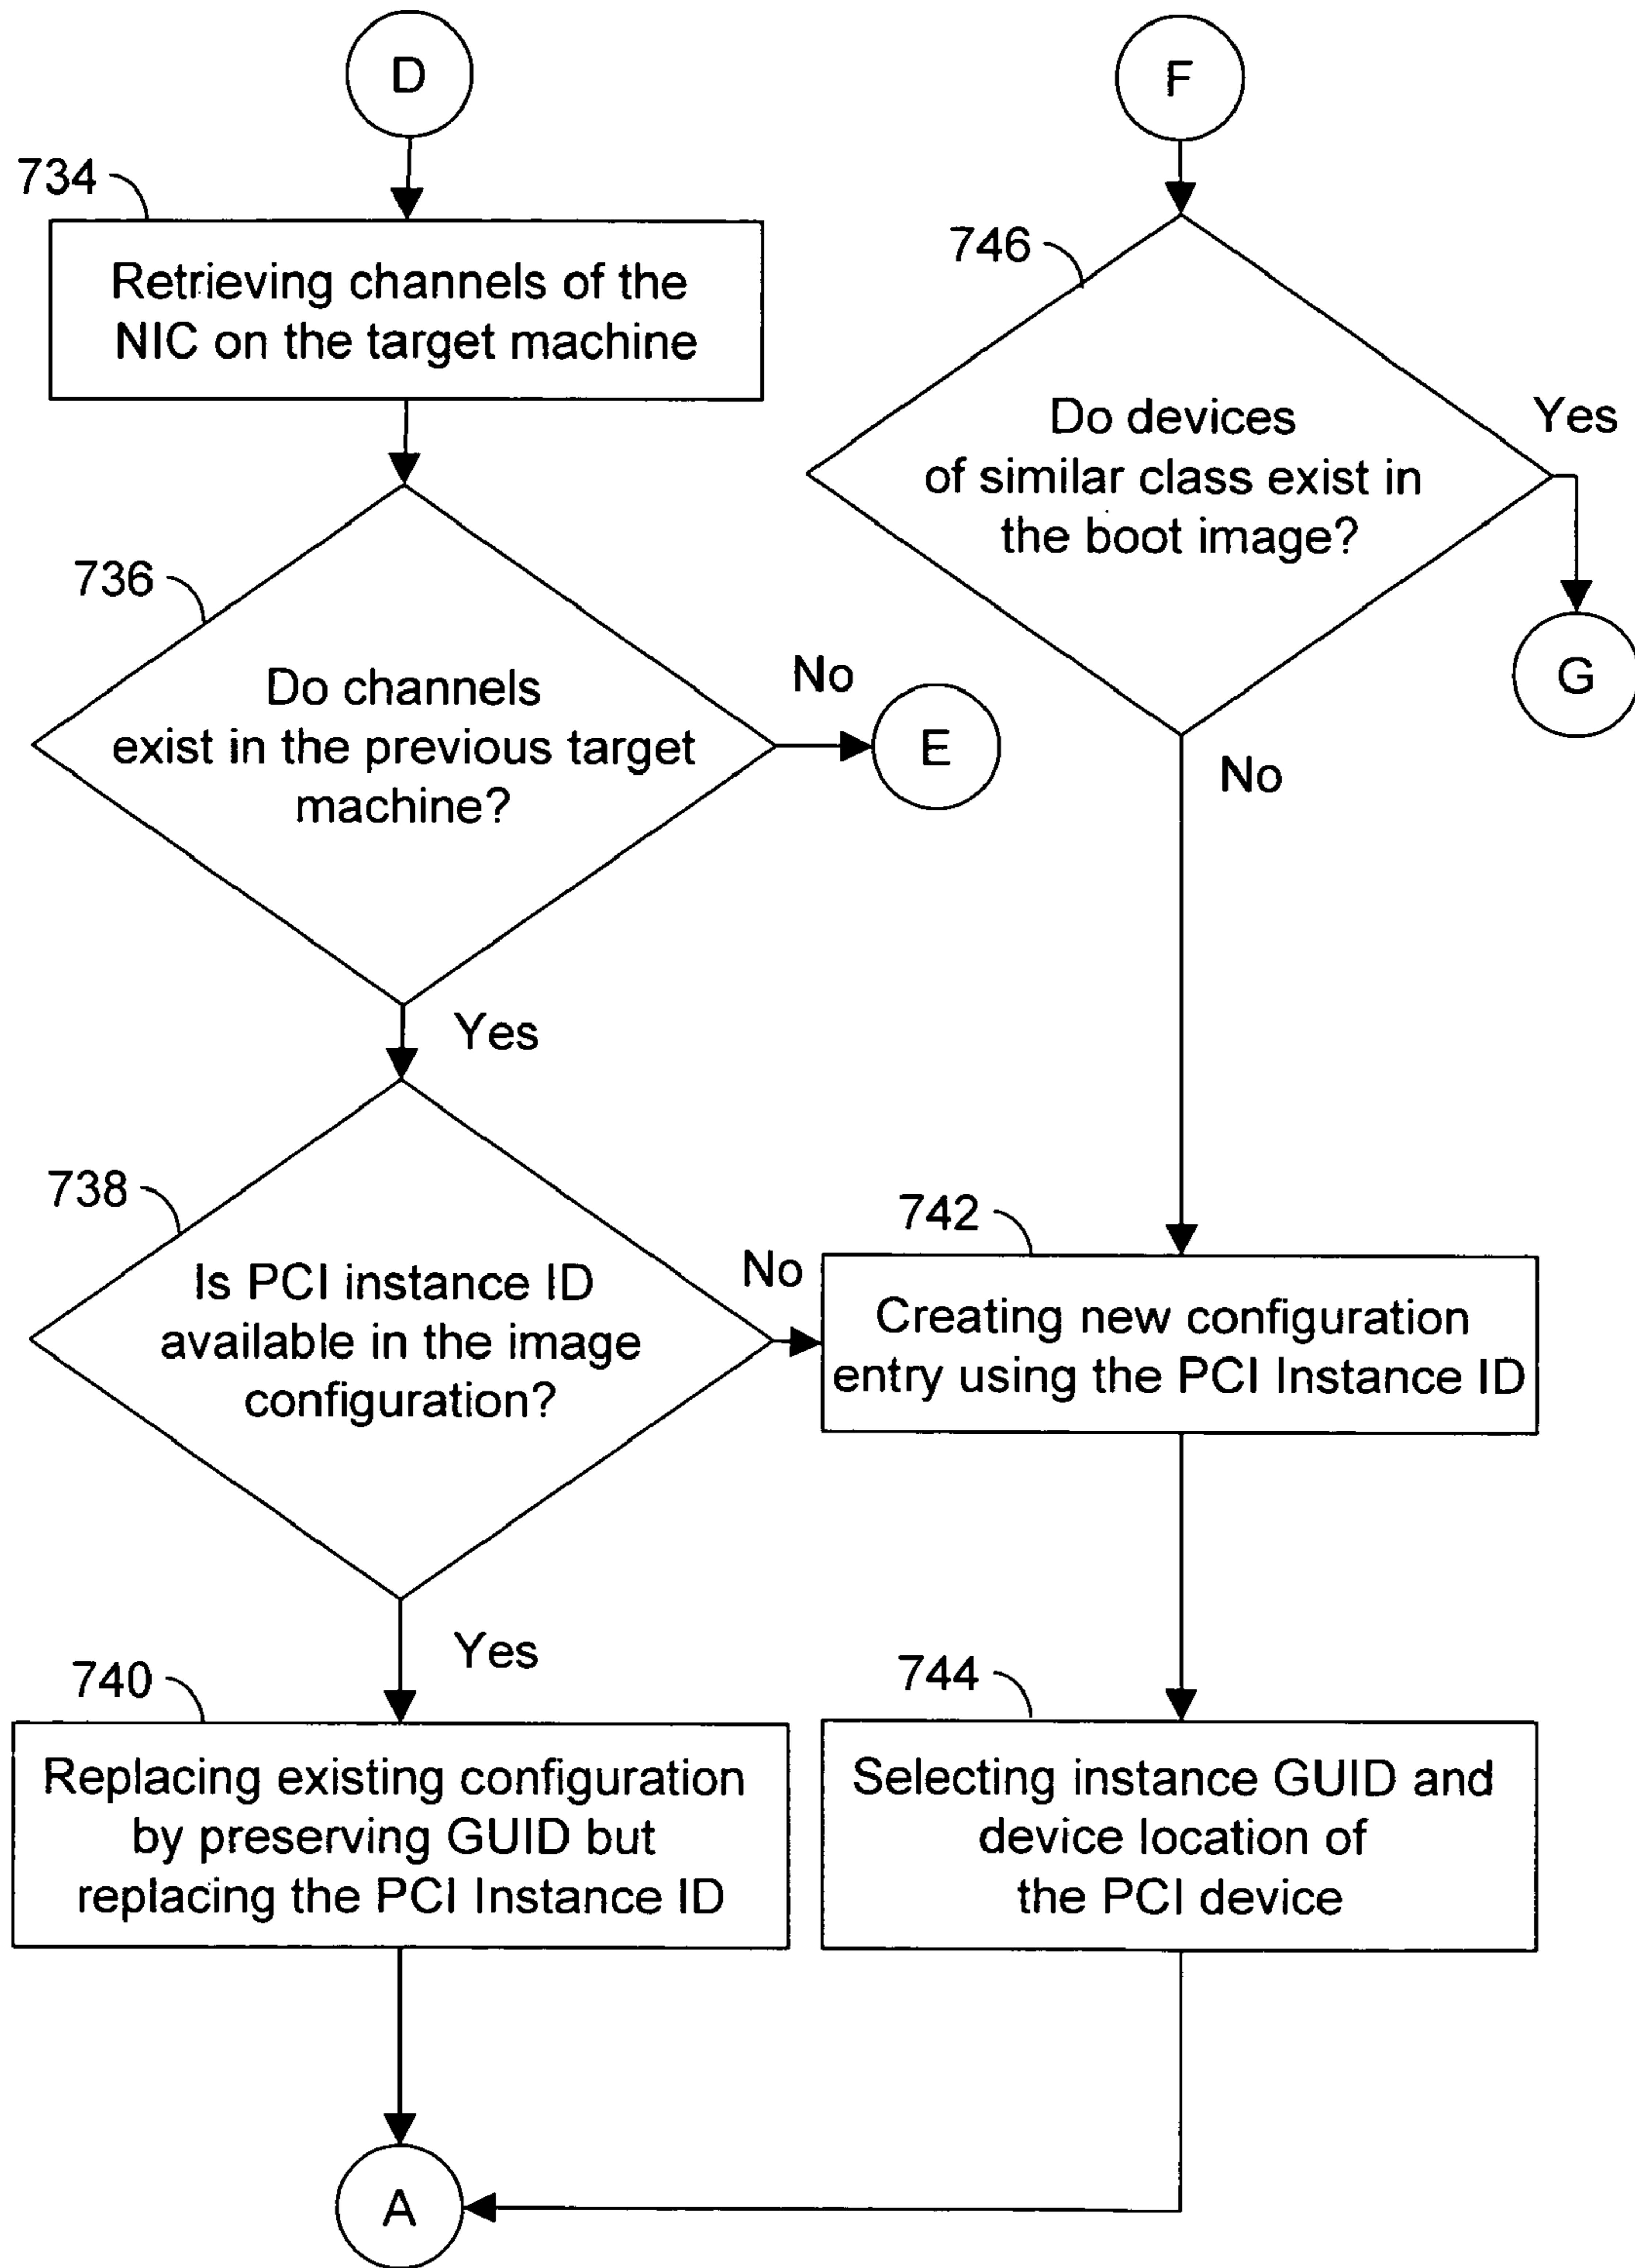 D
734
Retrieving channels of the
NIC on the target machine
736
Do channels
exist in the previous target
machine?
No
E
Yes
738
Is PCI instance ID
available in the image
configuration?
No
Yes
740
Replacing existing configuration
by preserving GUID but
replacing the PCI Instance ID
A
F
746
Do devices
of similar class exist in
the boot image?
Yes
G
No
742
Creating new configuration
entry using the PCI Instance ID
744
Selecting instance GUID and
device location of
the PCI device